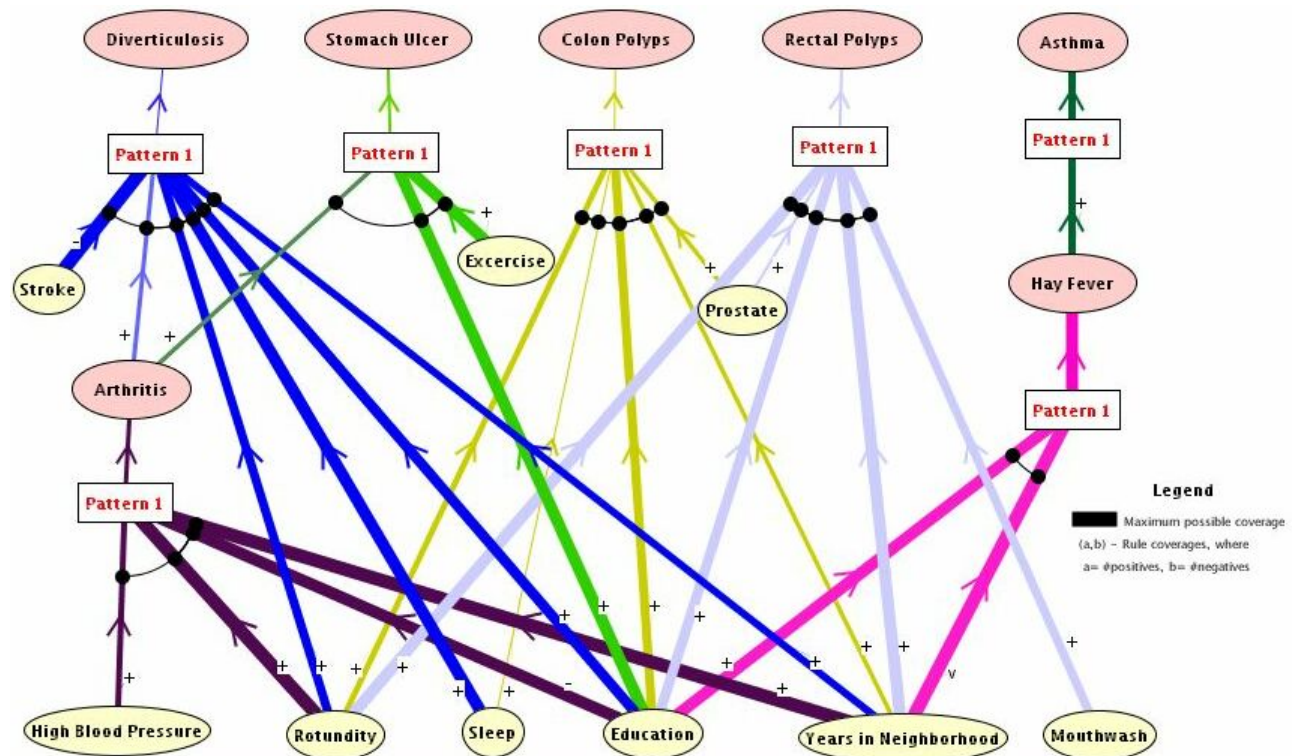 Diverticulosis
Stomach Ulcer
Colon Polyps
Rectal Polyps
Asthma
Pattern 1
Pattern 1
Pattern 1
Pattern 1
Pattern 1
+
+
-
Stroke
Excercise
+
+
Prostate
Hay Fever
+
+
Arthritis
Pattern 1
Pattern 1
Legend
Maximum possible coverage
(a,b) - Rule coverages, where
a= #positives, b= #negatives
+
+
+
+
+
+
+
+
+
+
+
+
+
+
-
+
+
v
+
High Blood Pressure
Rotundity
Sleep
Education
Years in Neighborhood
Mouthwash